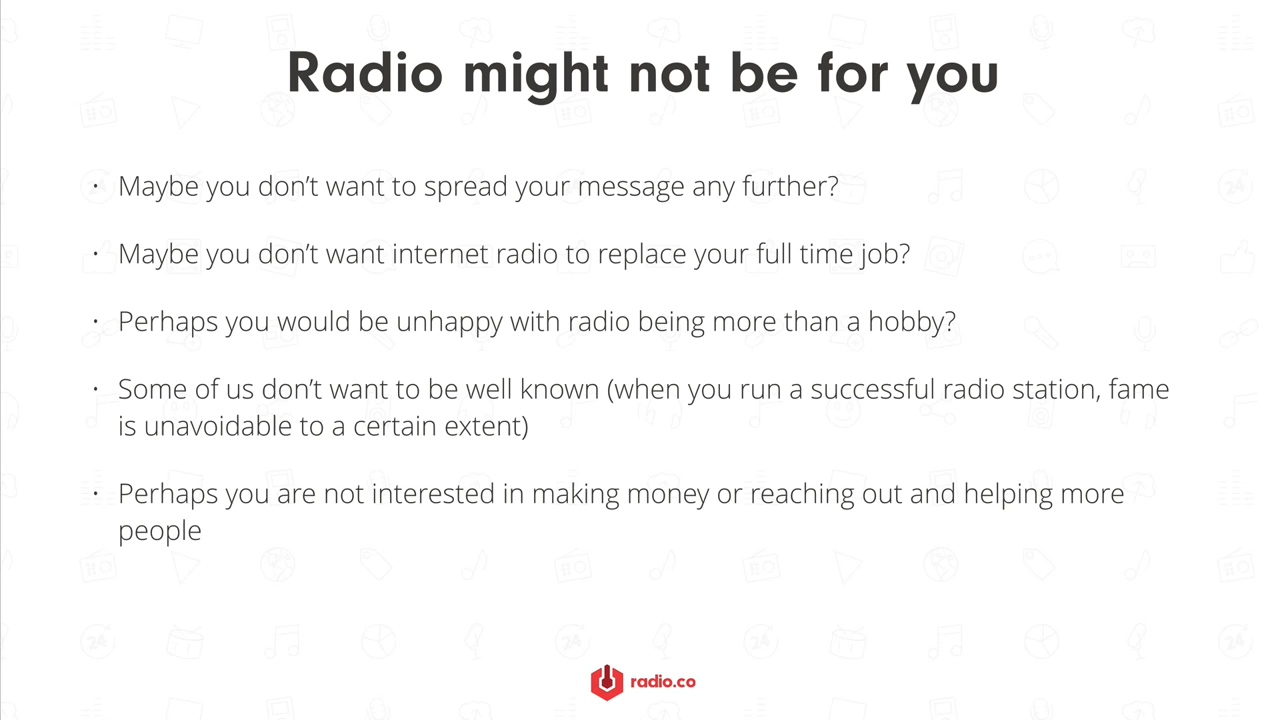 Radio might not be for you
· Maybe you don’t want to spread your message any further?
· Maybe you don’t want internet radio to replace your full time job?
· Perhaps you would be unhappy with radio being more than a hobby?
· Some of us don’t want to be well known (when you run a successful radio station, fame
is unavoidable to a certain extent)
· Perhaps you are not interested in making money or reaching out and helping more
people
radio.co